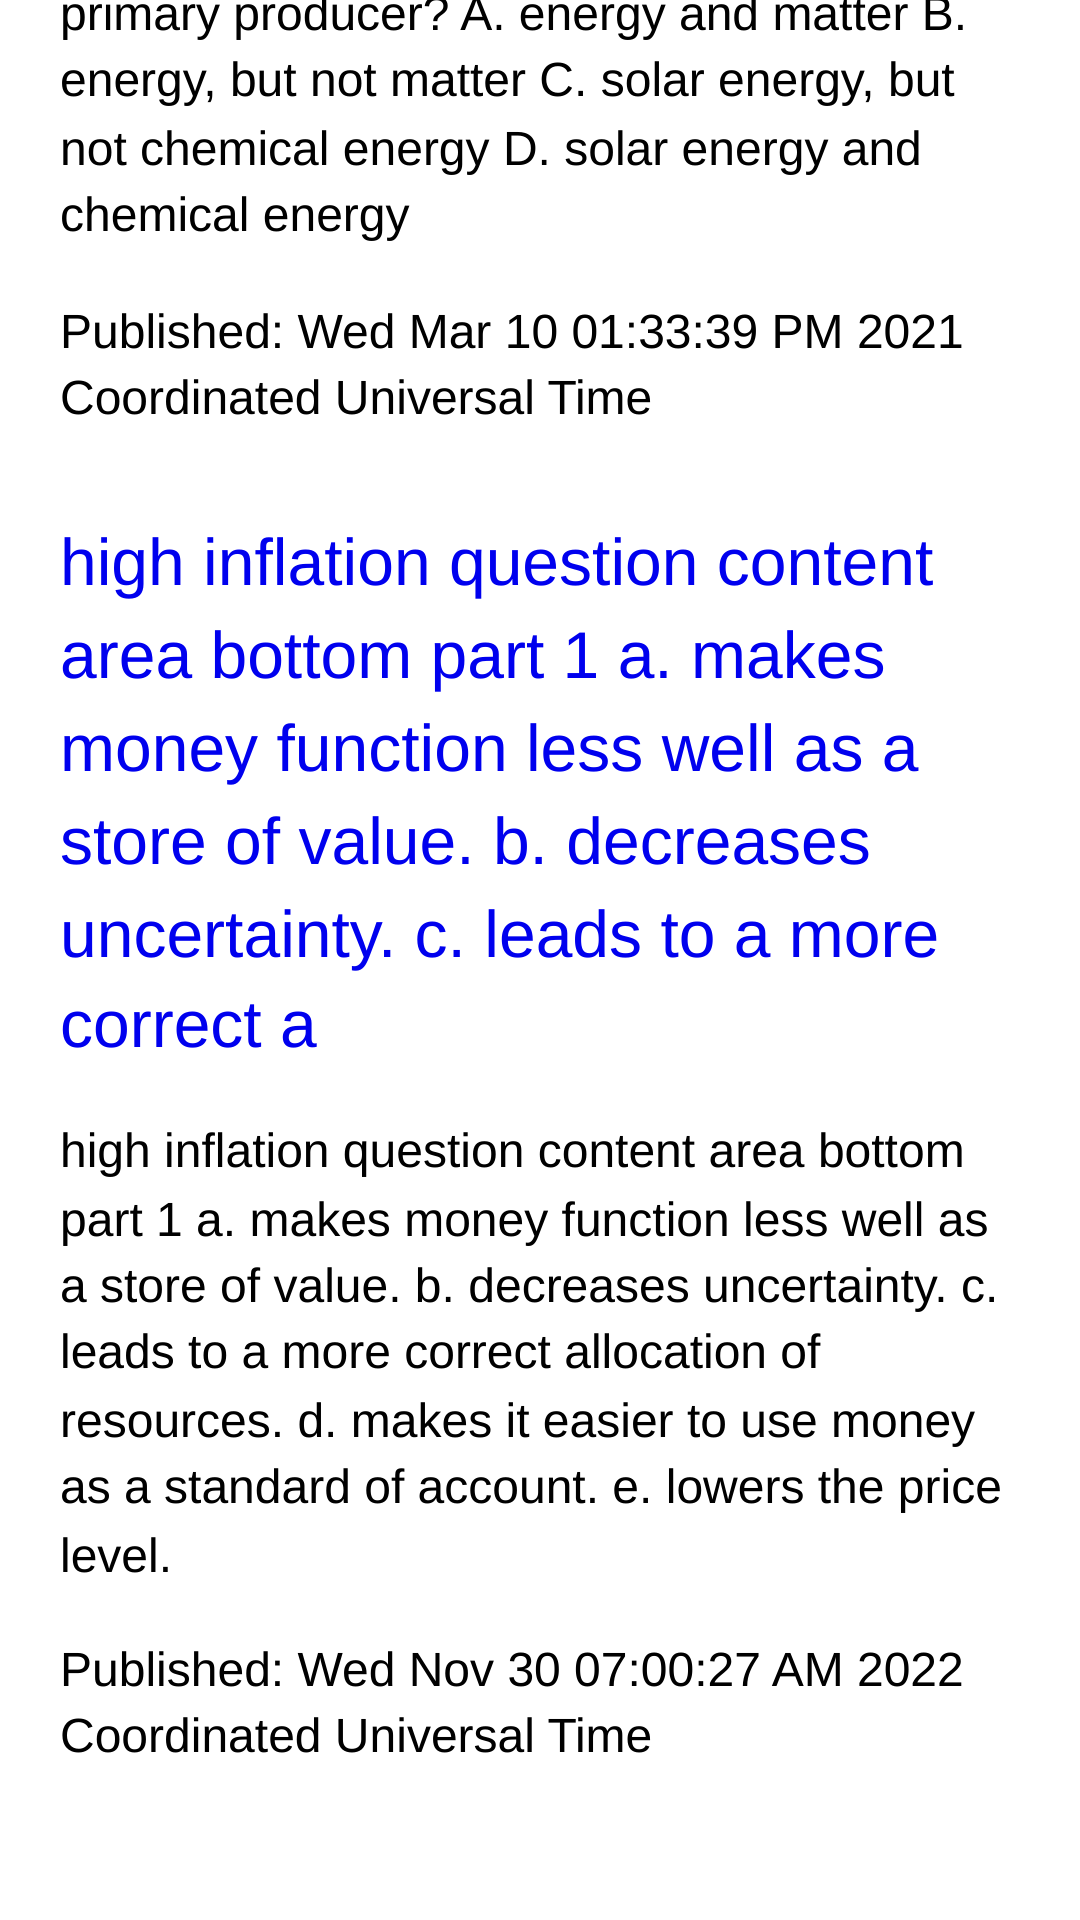 primary producer? A. energy and matter B.
energy, but not matter C. solar energy, but
not chemical energy D. solar energy and
chemical energy
Published: Wed Mar 10 01:33:39 PM 2021
Coordinated Universal Time
high inflation question content
area bottom part 1 a. makes
money function less well as a
store of value. b. decreases
uncertainty. c. leads to a more
correct a
high inflation question content area bottom
part 1 a. makes money function less well as
a store of value. b. decreases uncertainty. c.
leads to a more correct allocation of
resources. d. makes it easier to use money
as a standard of account. e. lowers the price
level.
Published: Wed Nov 30 07:00:27 AM 2022
Coordinated Universal Time